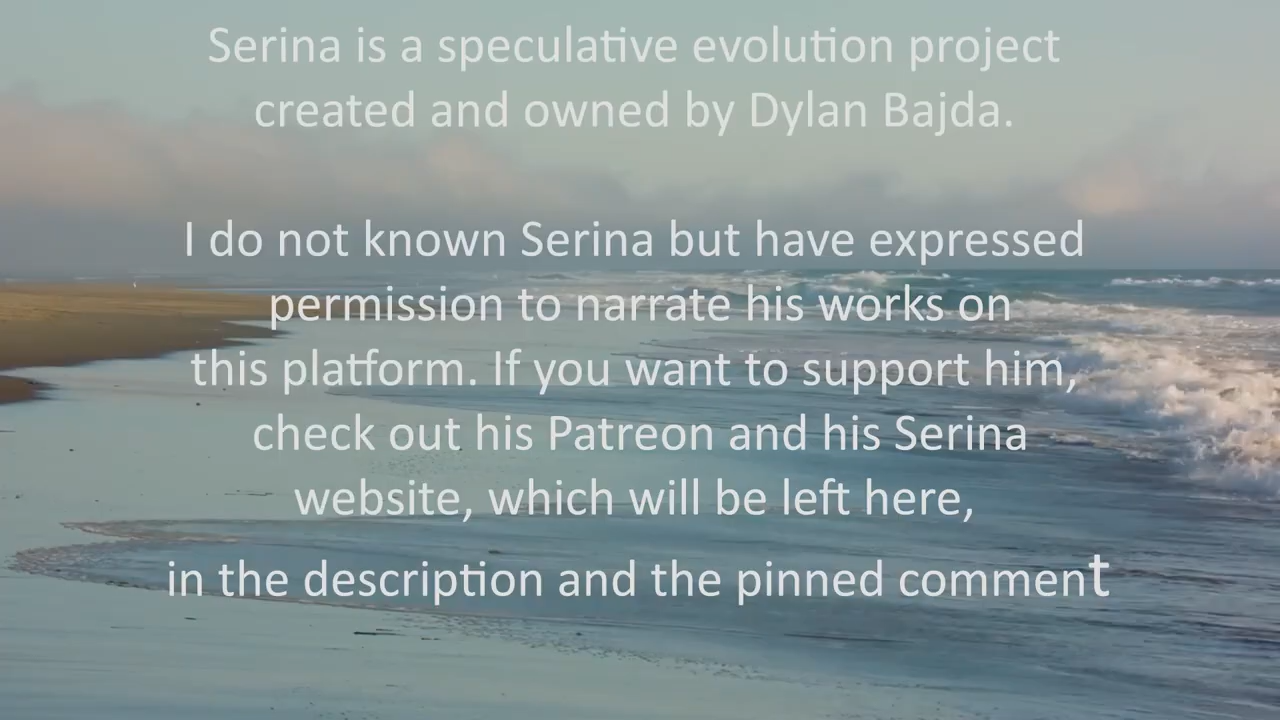 Serina is a speculative evolution project
created and owned by Dylan Bajda.
I do not known Serina but have expressed
permission to narrate his works on
this platform. If you want to support him,
check out his Patreon and his Serina
website, which will be left here,
in the description and the pinned comment